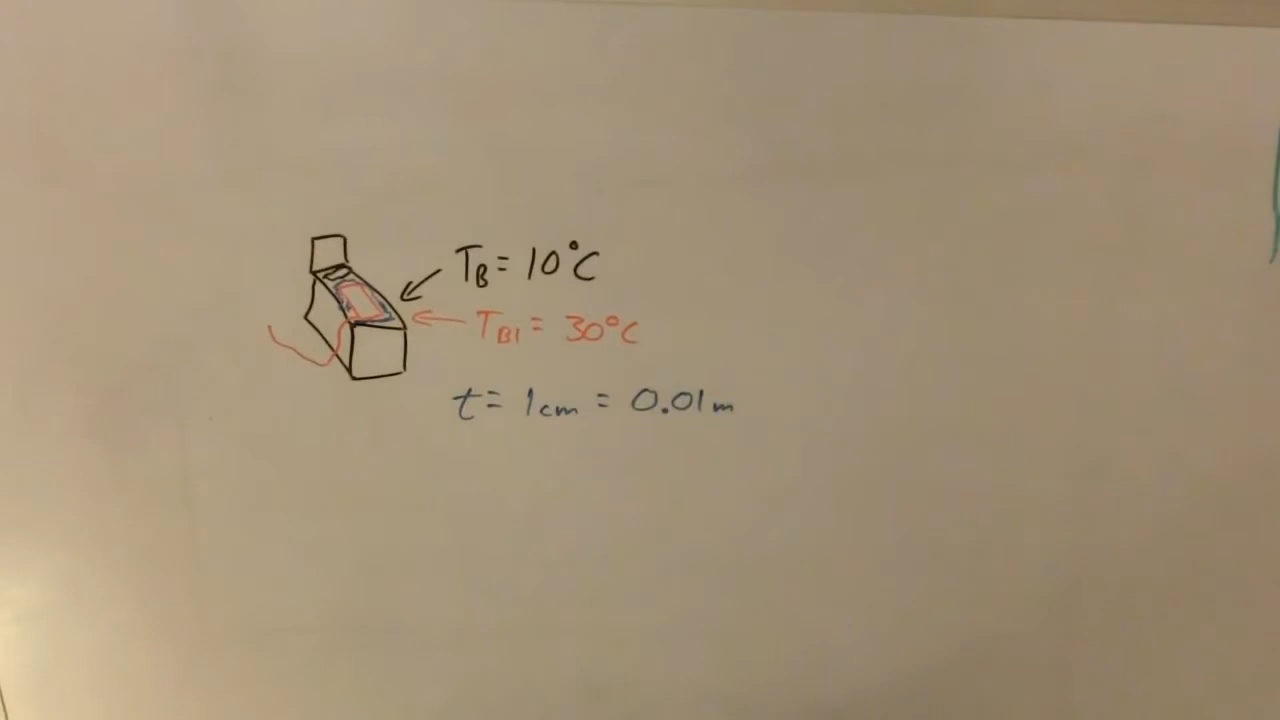 T_B = 10°C
T_B1 = 30°C
t = 1cm = 0.01m